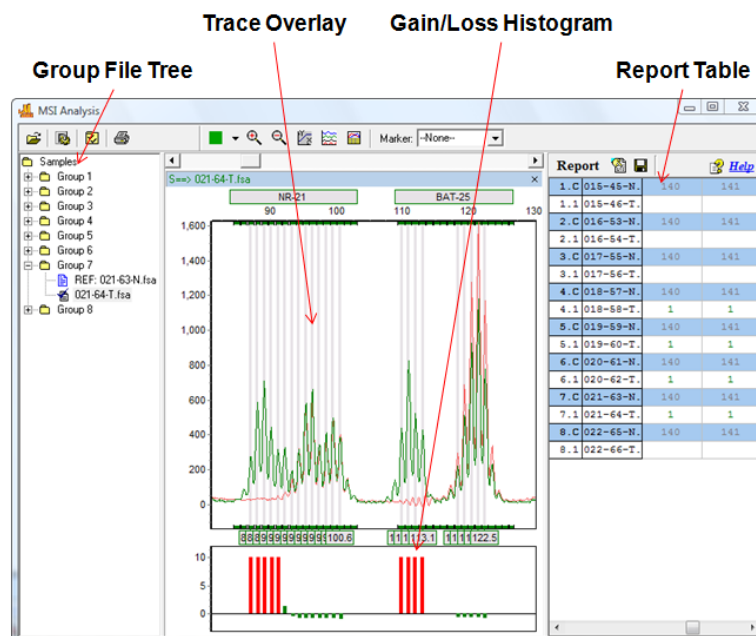 Trace Overlay
Gain/Loss Histogram
Group File Tree
Report Table
MSI Analysis
Marker: --None--
Samples
Group 1
Group 2
Group 3
Group 4
Group 5
Group 6
Group 7
REF: 021-63-N.fsa
021-64-T.fsa
Group 8
S==> 021-64-T.fsa
NR-21 BAT-25
90 100 110 120 130
1,600
1,400
1,200
1,000
800
600
400
200
0
100.6 113.1 122.5
10
5
0
Report Help
1.C 015-45-N. 140 141
1.1 015-46-T.
2.C 016-53-N. 140 141
2.1 016-54-T.
3.C 017-55-N. 140 141
3.1 017-56-T.
4.C 018-57-N. 140 141
4.1 018-58-T. 1 1
5.C 019-59-N. 140 141
5.1 019-60-T. 1 1
6.C 020-61-N. 140 141
6.1 020-62-T. 1 1
7.C 021-63-N. 140 141
7.1 021-64-T. 1 1
8.C 022-65-N. 140 141
8.1 022-66-T.